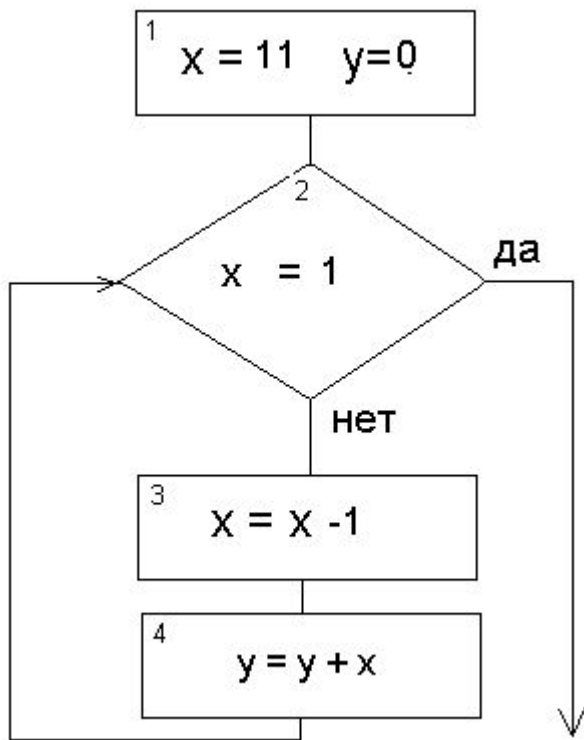 1
x = 11 y=0
2
x = 1
да
нет
3
x = x -1
4
y = y + x